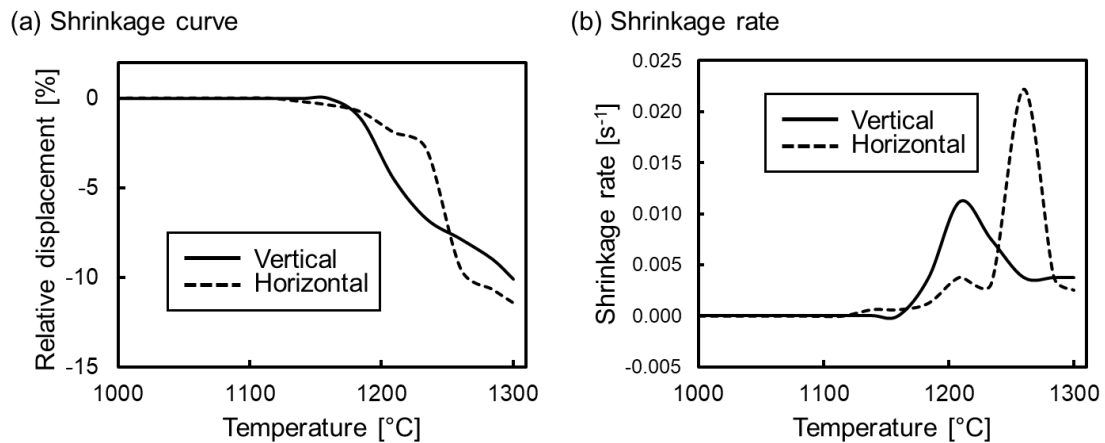 (a) Shrinkage curve
Relative displacement [%]
0
-5
-10
-15
Vertical
Horizontal
1000 1100 1200 1300
Temperature [°C]
(b) Shrinkage rate
Shrinkage rate [s⁻¹]
0.025
0.020
0.015
0.010
0.005
0.000
-0.005
Vertical
Horizontal
1000 1100 1200 1300
Temperature [°C]